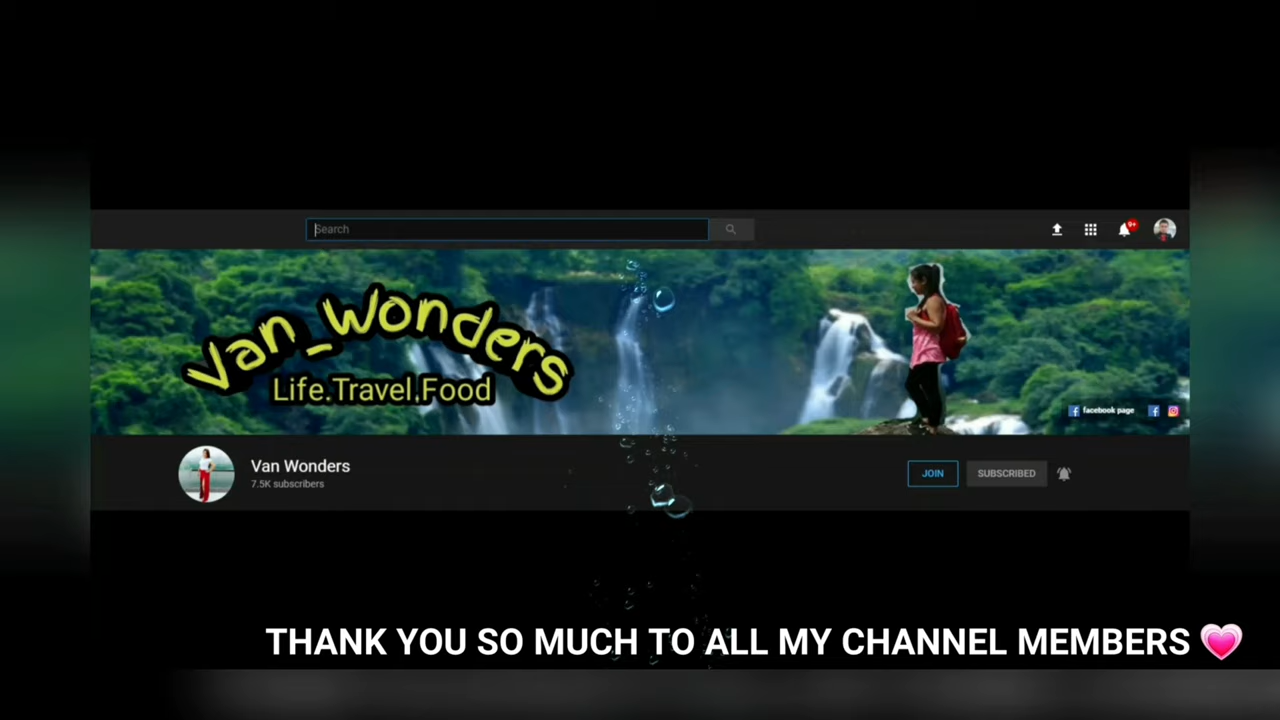 Search
9+
Van_Wonders
Life.Travel.Food
facebook page
Van Wonders
7.5K subscribers
JOIN
SUBSCRIBED
THANK YOU SO MUCH TO ALL MY CHANNEL MEMBERS 💗